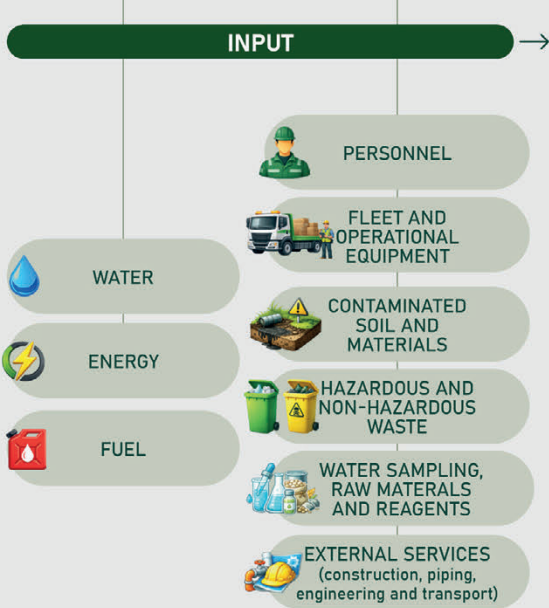 INPUT
WATER
ENERGY
FUEL
PERSONNEL
FLEET AND
OPERATIONAL
EQUIPMENT
CONTAMINATED
SOIL AND
MATERIALS
HAZARDOUS AND
NON-HAZARDOUS
WASTE
WATER SAMPLING,
RAW MATERALS
AND REAGENTS
EXTERNAL SERVICES
(construction, piping,
engineering and transport)